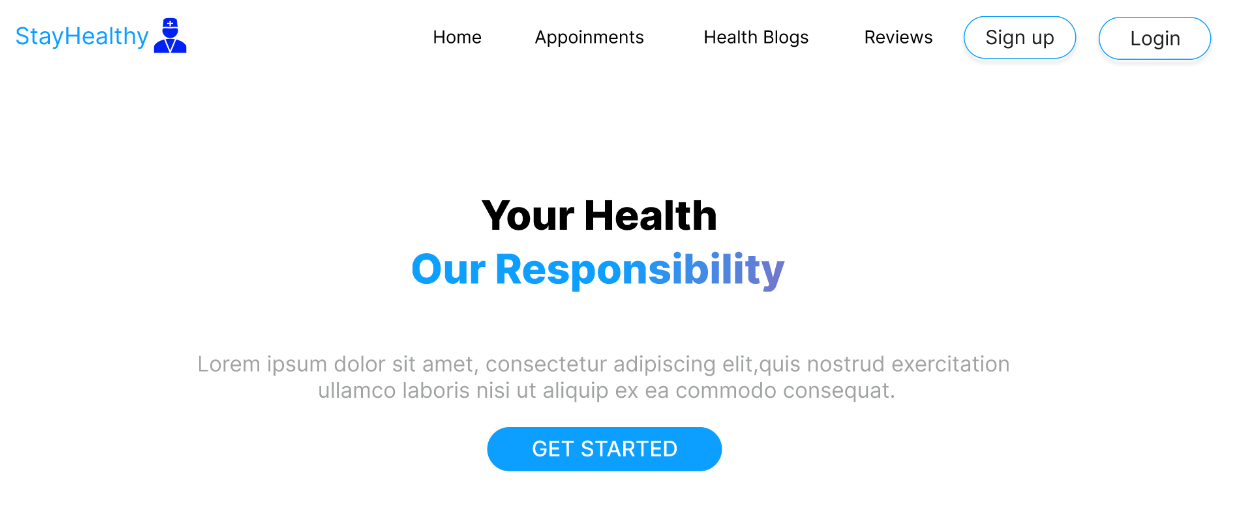 StayHealthy
Home Appoinments Health Blogs Reviews Sign up Login
Your Health
Our Responsibility
Lorem ipsum dolor sit amet, consectetur adipiscing elit,quis nostrud exercitation
ullamco laboris nisi ut aliquip ex ea commodo consequat.
GET STARTED